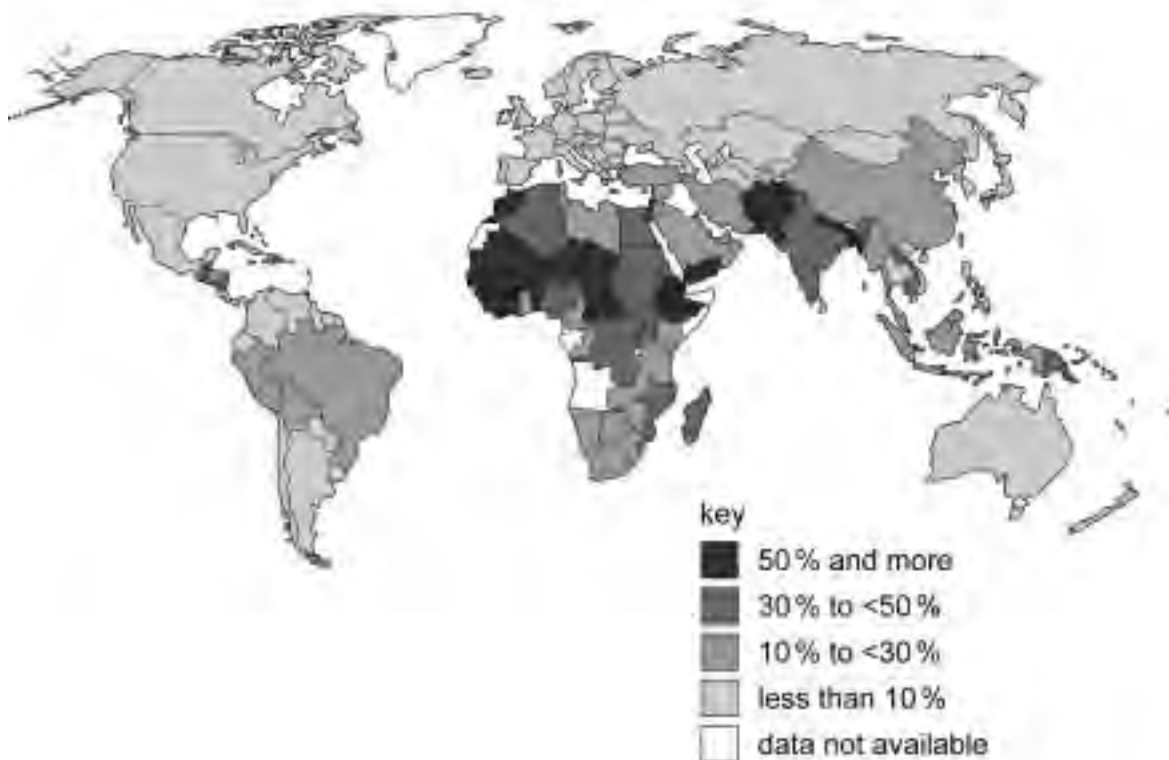 key
50 % and more
30 % to <50 %
10 % to <30 %
less than 10 %
data not available